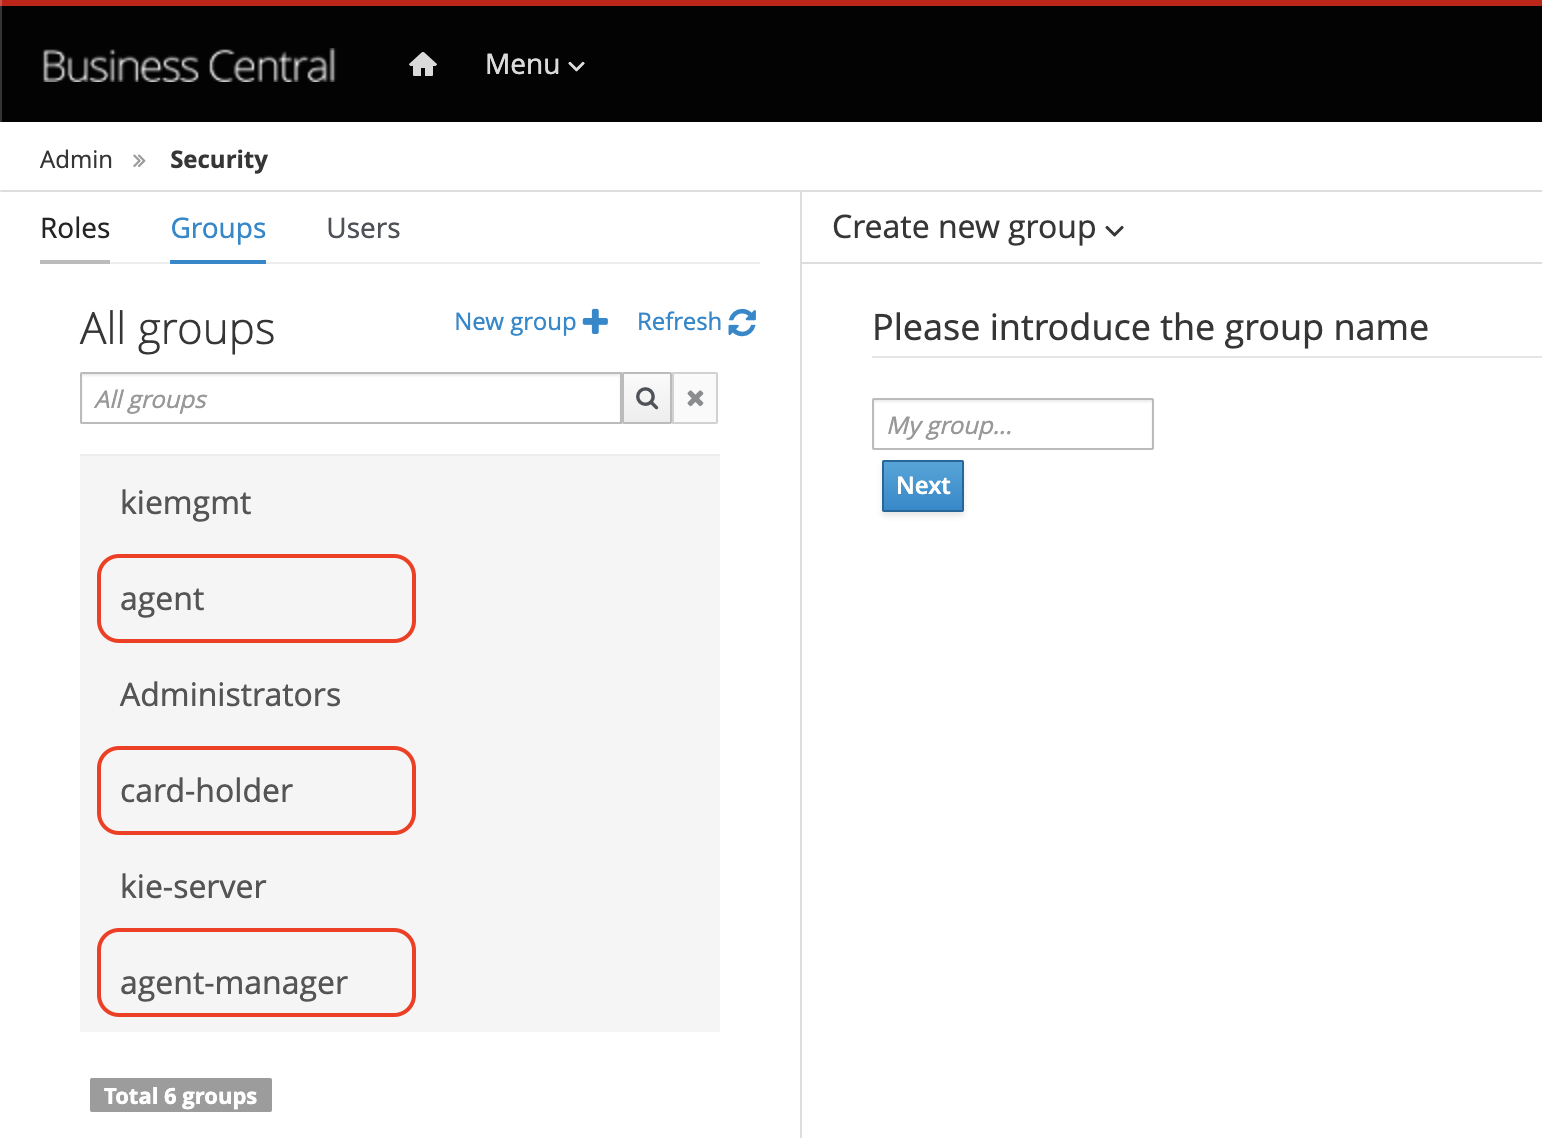 Business Central
Menu
Admin » Security
Roles Groups Users
All groups
New group Refresh
All groups
kiemgmt
agent
Administrators
card-holder
kie-server
agent-manager
Total 6 groups
Create new group
Please introduce the group name
My group...
Next